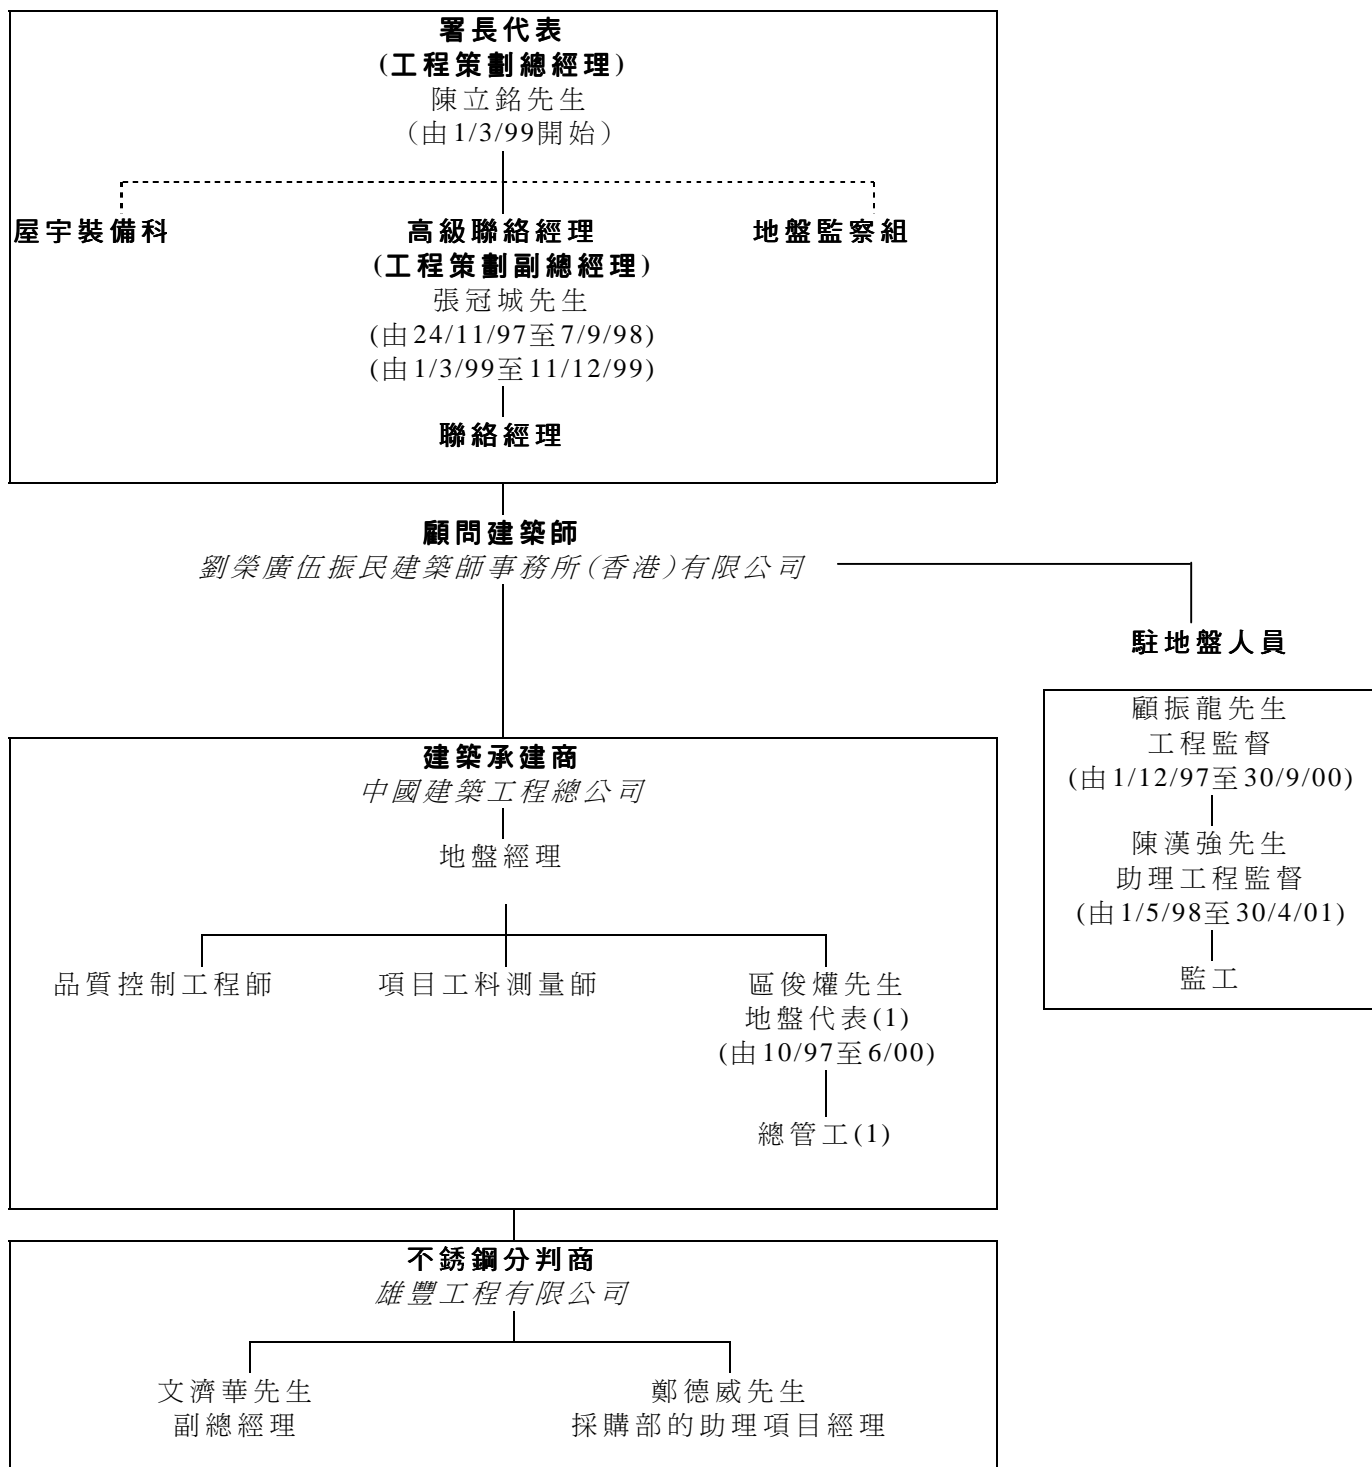 署長代表
(工程策劃總經理)
陳立銘先生
(由1/3/99開始)
屋宇裝備科
高級聯絡經理
(工程策劃副總經理)
張冠城先生
(由24/11/97至7/9/98)
(由1/3/99至11/12/99)
地盤監察組
聯絡經理
顧問建築師
劉榮廣伍振民建築師事務所(香港)有限公司
駐地盤人員
顧振龍先生
工程監督
(由1/12/97至30/9/00)
陳漢強先生
助理工程監督
(由1/5/98至30/4/01)
監工
建築承建商
中國建築工程總公司
地盤經理
品質控制工程師
項目工料測量師
區俊爟先生
地盤代表(1)
(由10/97至6/00)
總管工(1)
不銹鋼分判商
雄豐工程有限公司
文濟華先生
副總經理
鄭德威先生
採購部的助理項目經理